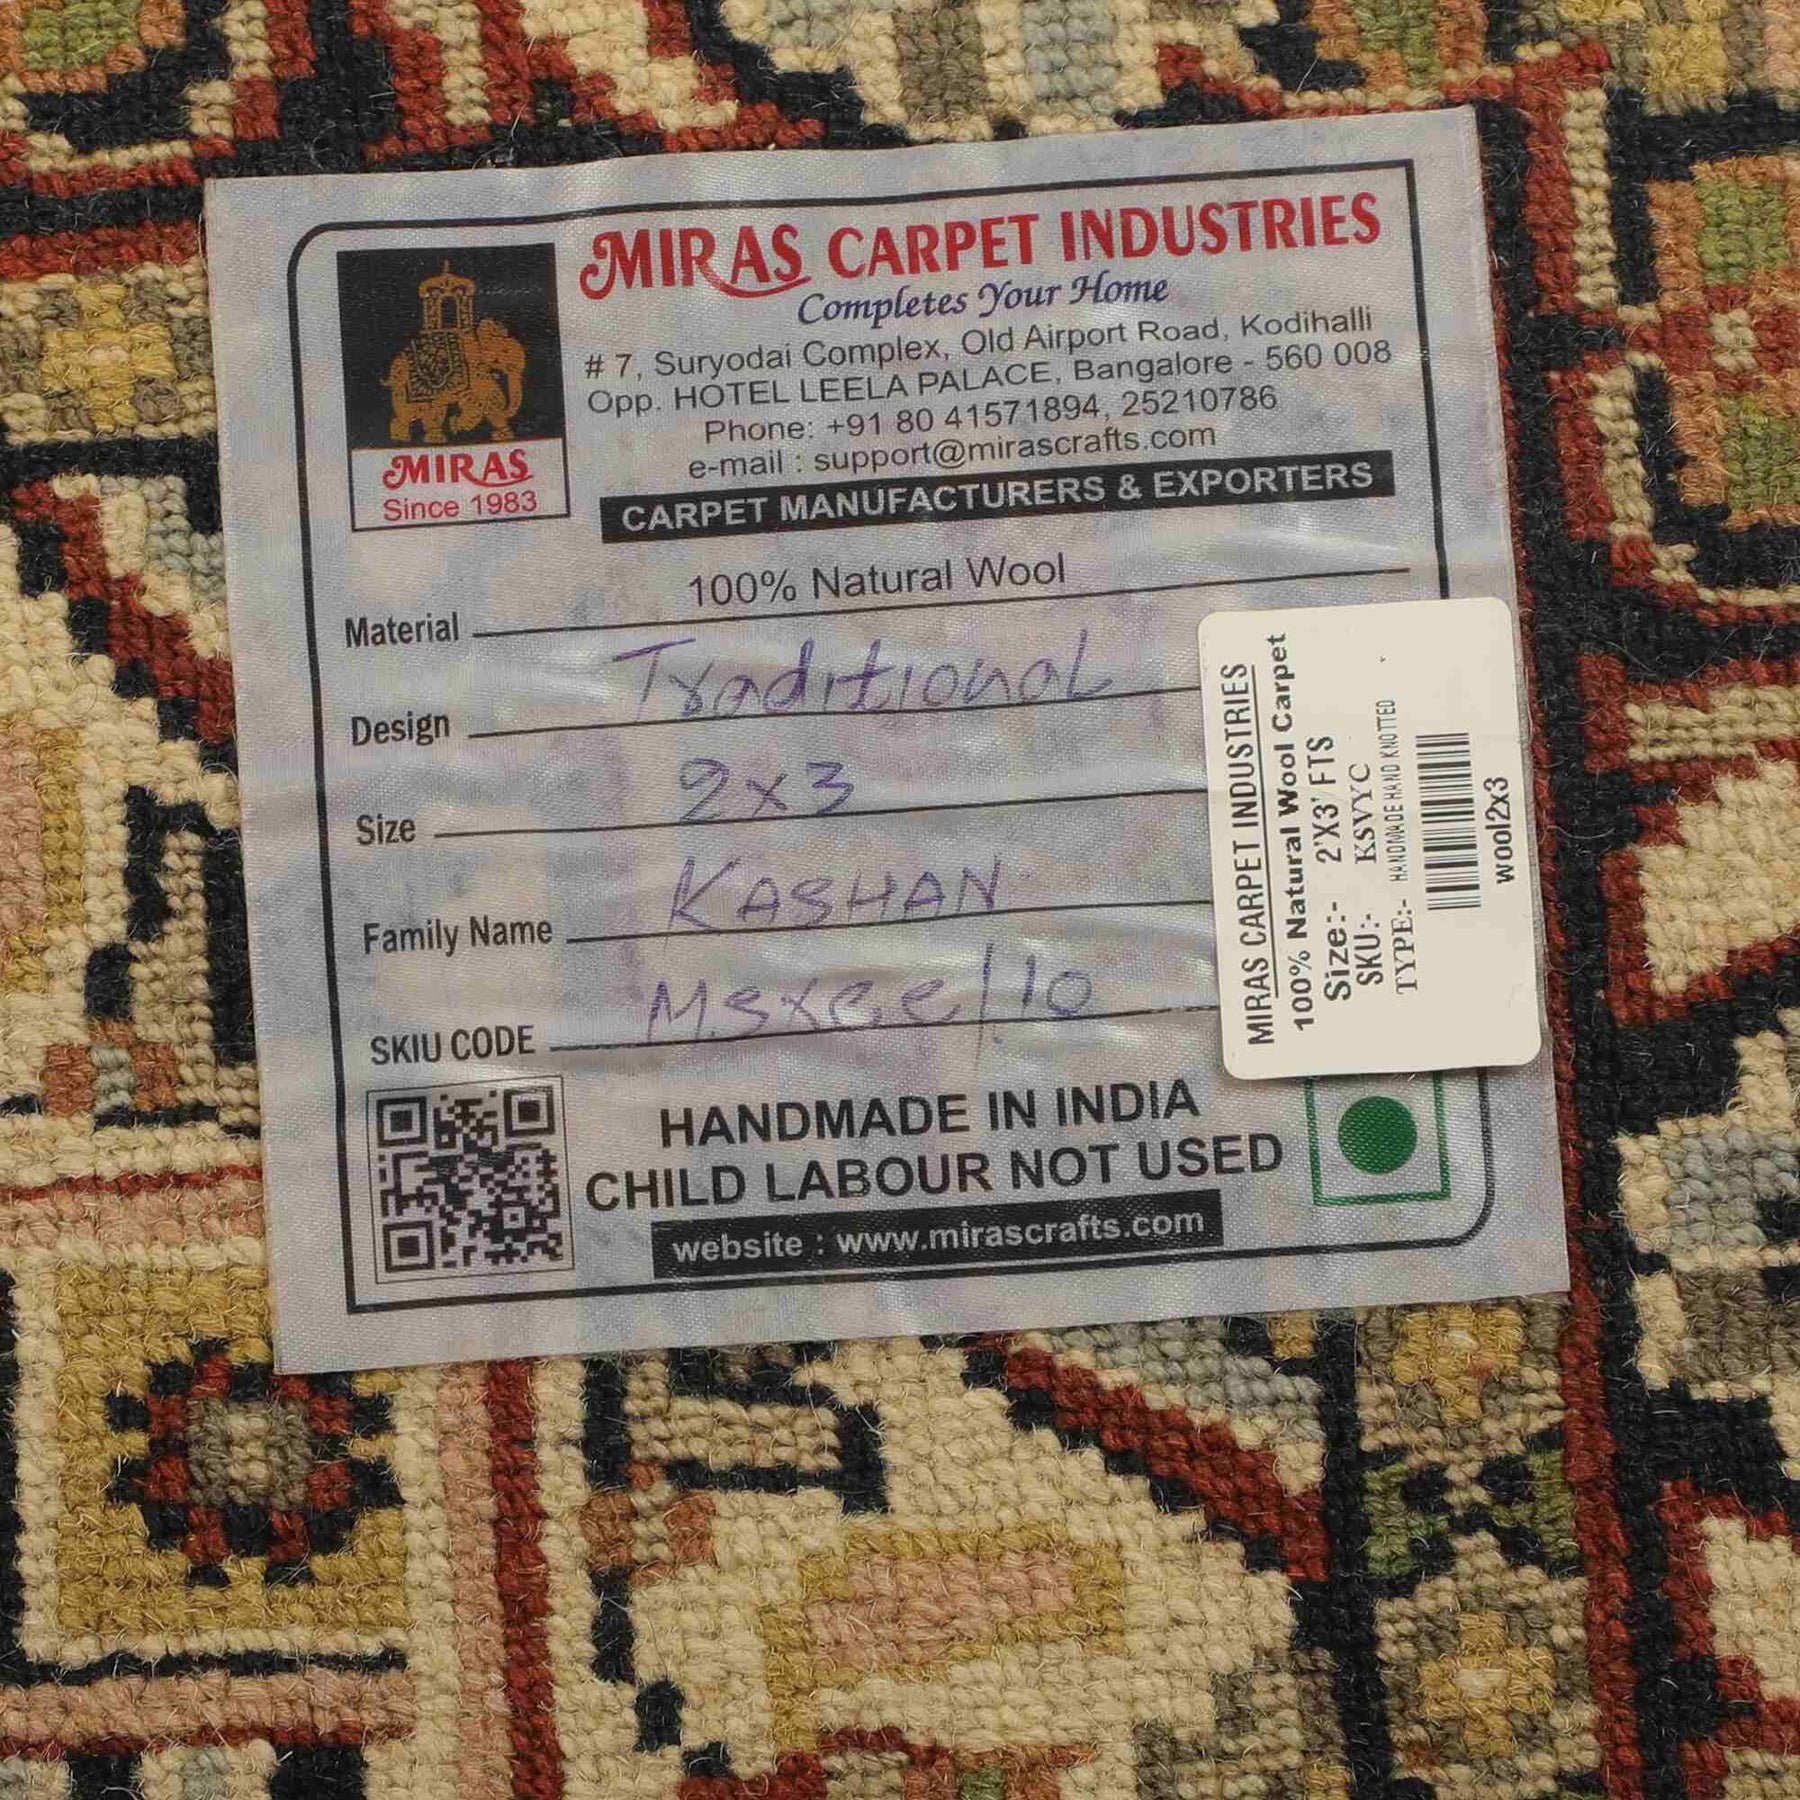 MIRAS CARPET INDUSTRIES
Completes Your Home
# 7, Suryodai Complex, Old Airport Road, Kodihalli
Opp. HOTEL LEELA PALACE, Bangalore - 560 008
Phone: +91 80 41571894, 25210786
e-mail : support@mirascrafts.com
CARPET MANUFACTURERS & EXPORTERS
MIRAS
Since 1983
Material 100% Natural Wool
Design Traditional
Size 2x3
Family Name KASHAN
SKIU CODE
HANDMADE IN INDIA
CHILD LABOUR NOT USED
website : www.mirascrafts.com
MIRAS CARPET INDUSTRIES
100% Natural Wool Carpet
Size:- 2'X3' FTS
SKU:- KSVYC
TYPE:- HANDMADE HAND KNOTTED
wool2x3